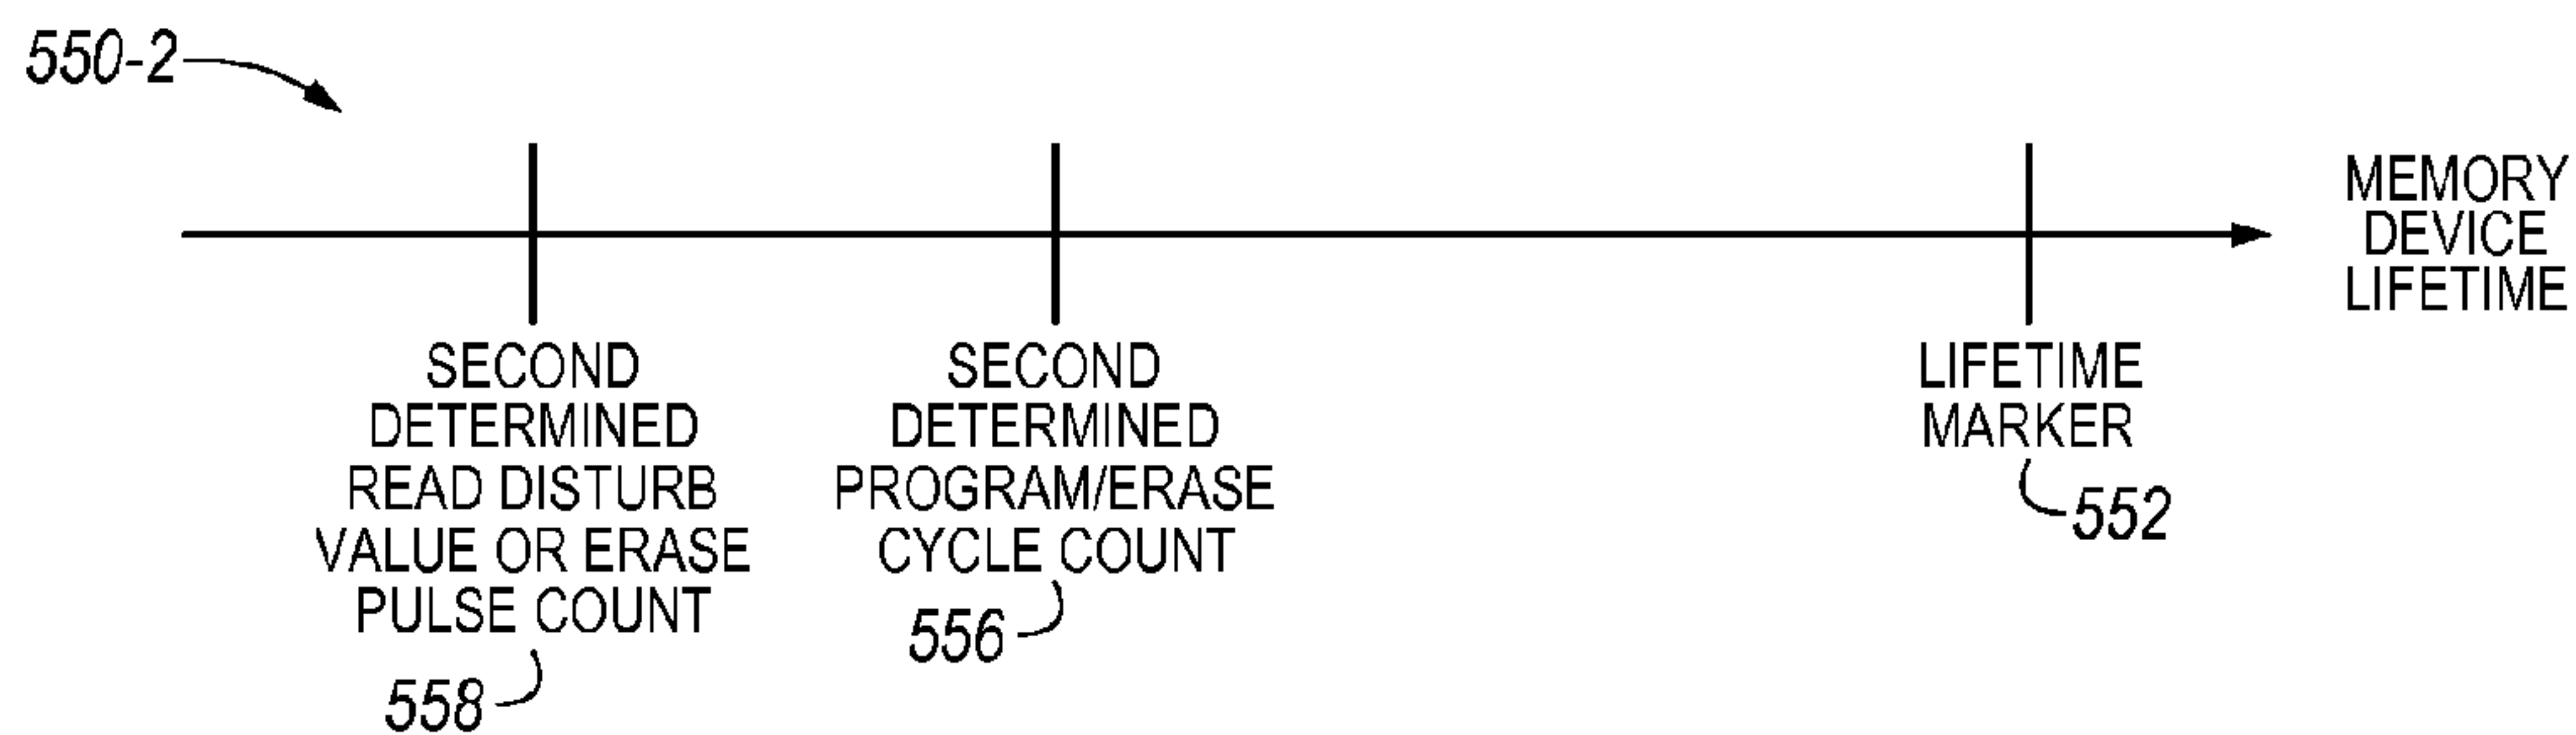 550-2
MEMORY
DEVICE
LIFETIME
SECOND
DETERMINED
READ DISTURB
VALUE OR ERASE
PULSE COUNT
558
SECOND
DETERMINED
PROGRAM/ERASE
CYCLE COUNT
556
LIFETIME
MARKER
552